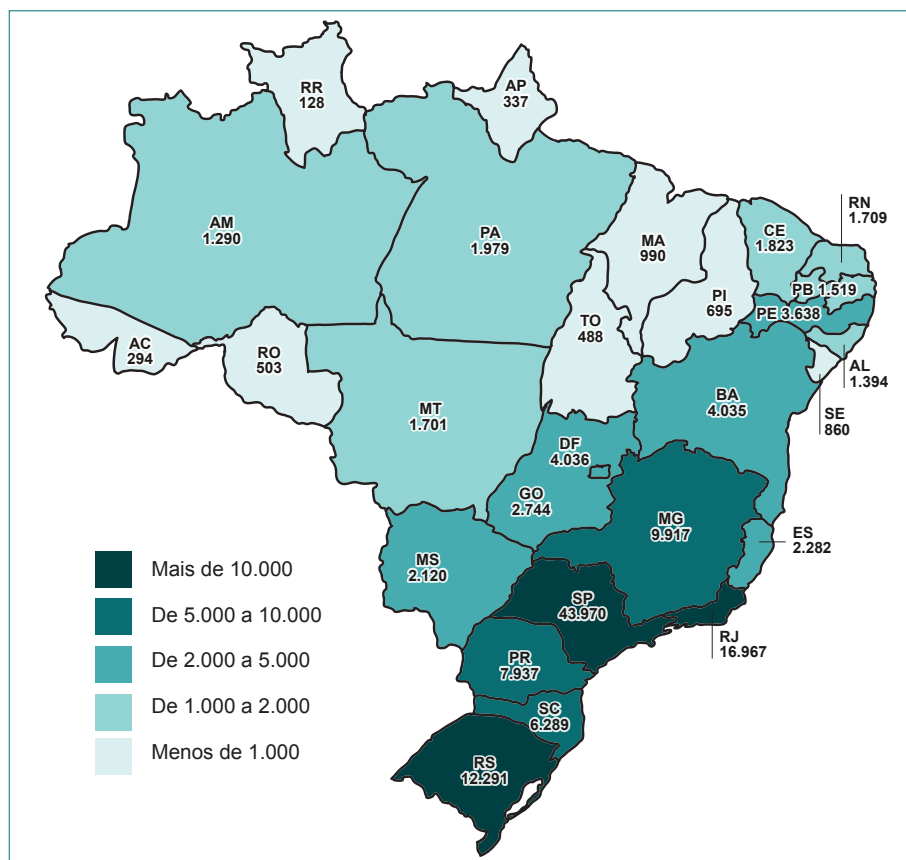 RR
128
AP
337
AM
1.290
PA
1.979
MA
990
CE
1.823
RN
1.709
PI
695
PB 1.519
PE 3.638
TO
488
AC
294
RO
503
AL
1.394
BA
4.035
SE
860
MT
1.701
DF
4.036
GO
2.744
MG
9.917
ES
2.282
MS
2.120
SP
43.970
RJ
16.967
PR
7.937
SC
6.289
RS
12.291
Mais de 10.000
De 5.000 a 10.000
De 2.000 a 5.000
De 1.000 a 2.000
Menos de 1.000